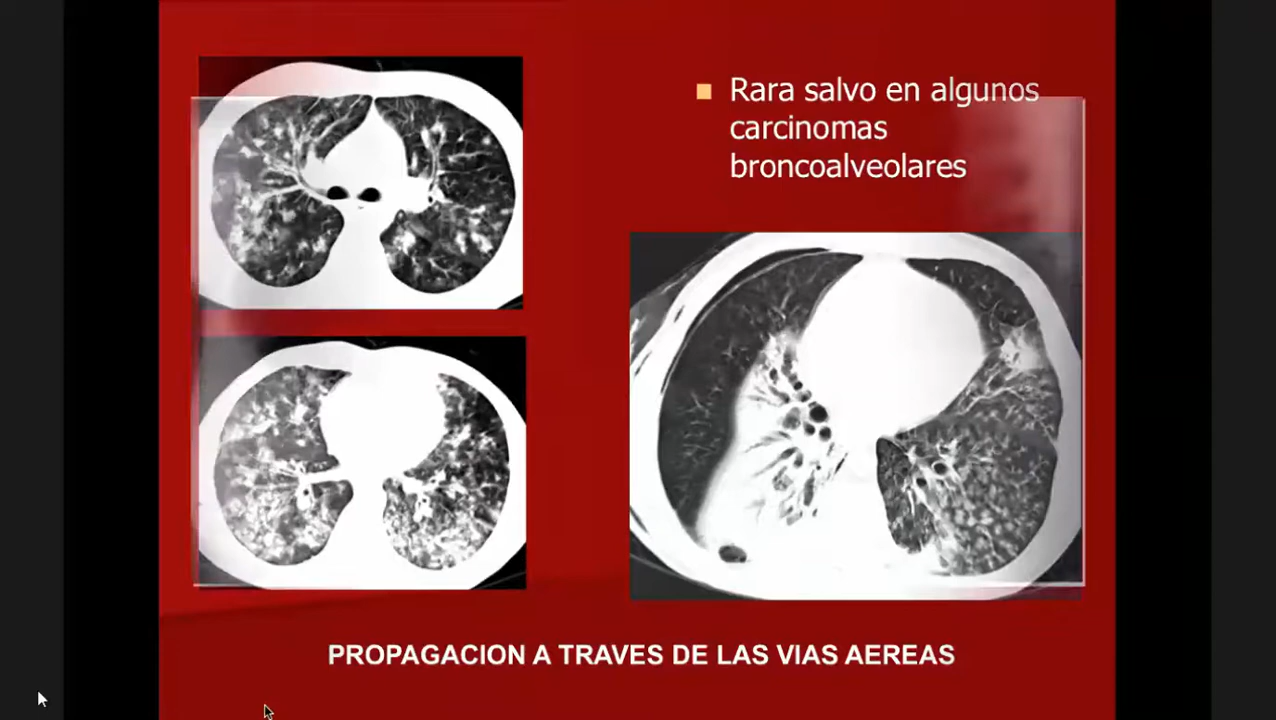 Rara salvo en algunos
carcinomas
broncoalveolares
PROPAGACION A TRAVES DE LAS VIAS AEREAS